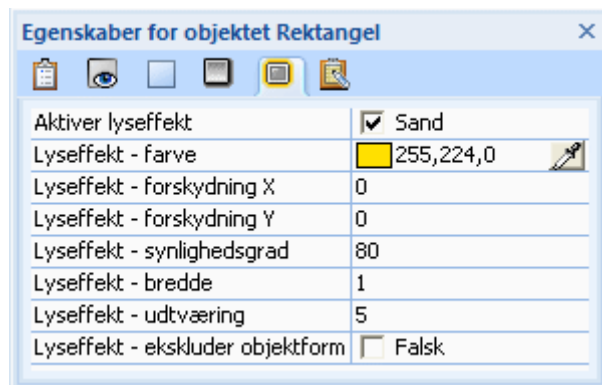 Egenskaber for objektet Rektangel
Aktiver lyseffekt Sand
Lyseffekt - farve 255,224,0
Lyseffekt - forskydning X 0
Lyseffekt - forskydning Y 0
Lyseffekt - synlighedsgrad 80
Lyseffekt - bredde 1
Lyseffekt - udtværing 5
Lyseffekt - ekskluder objektform Falsk